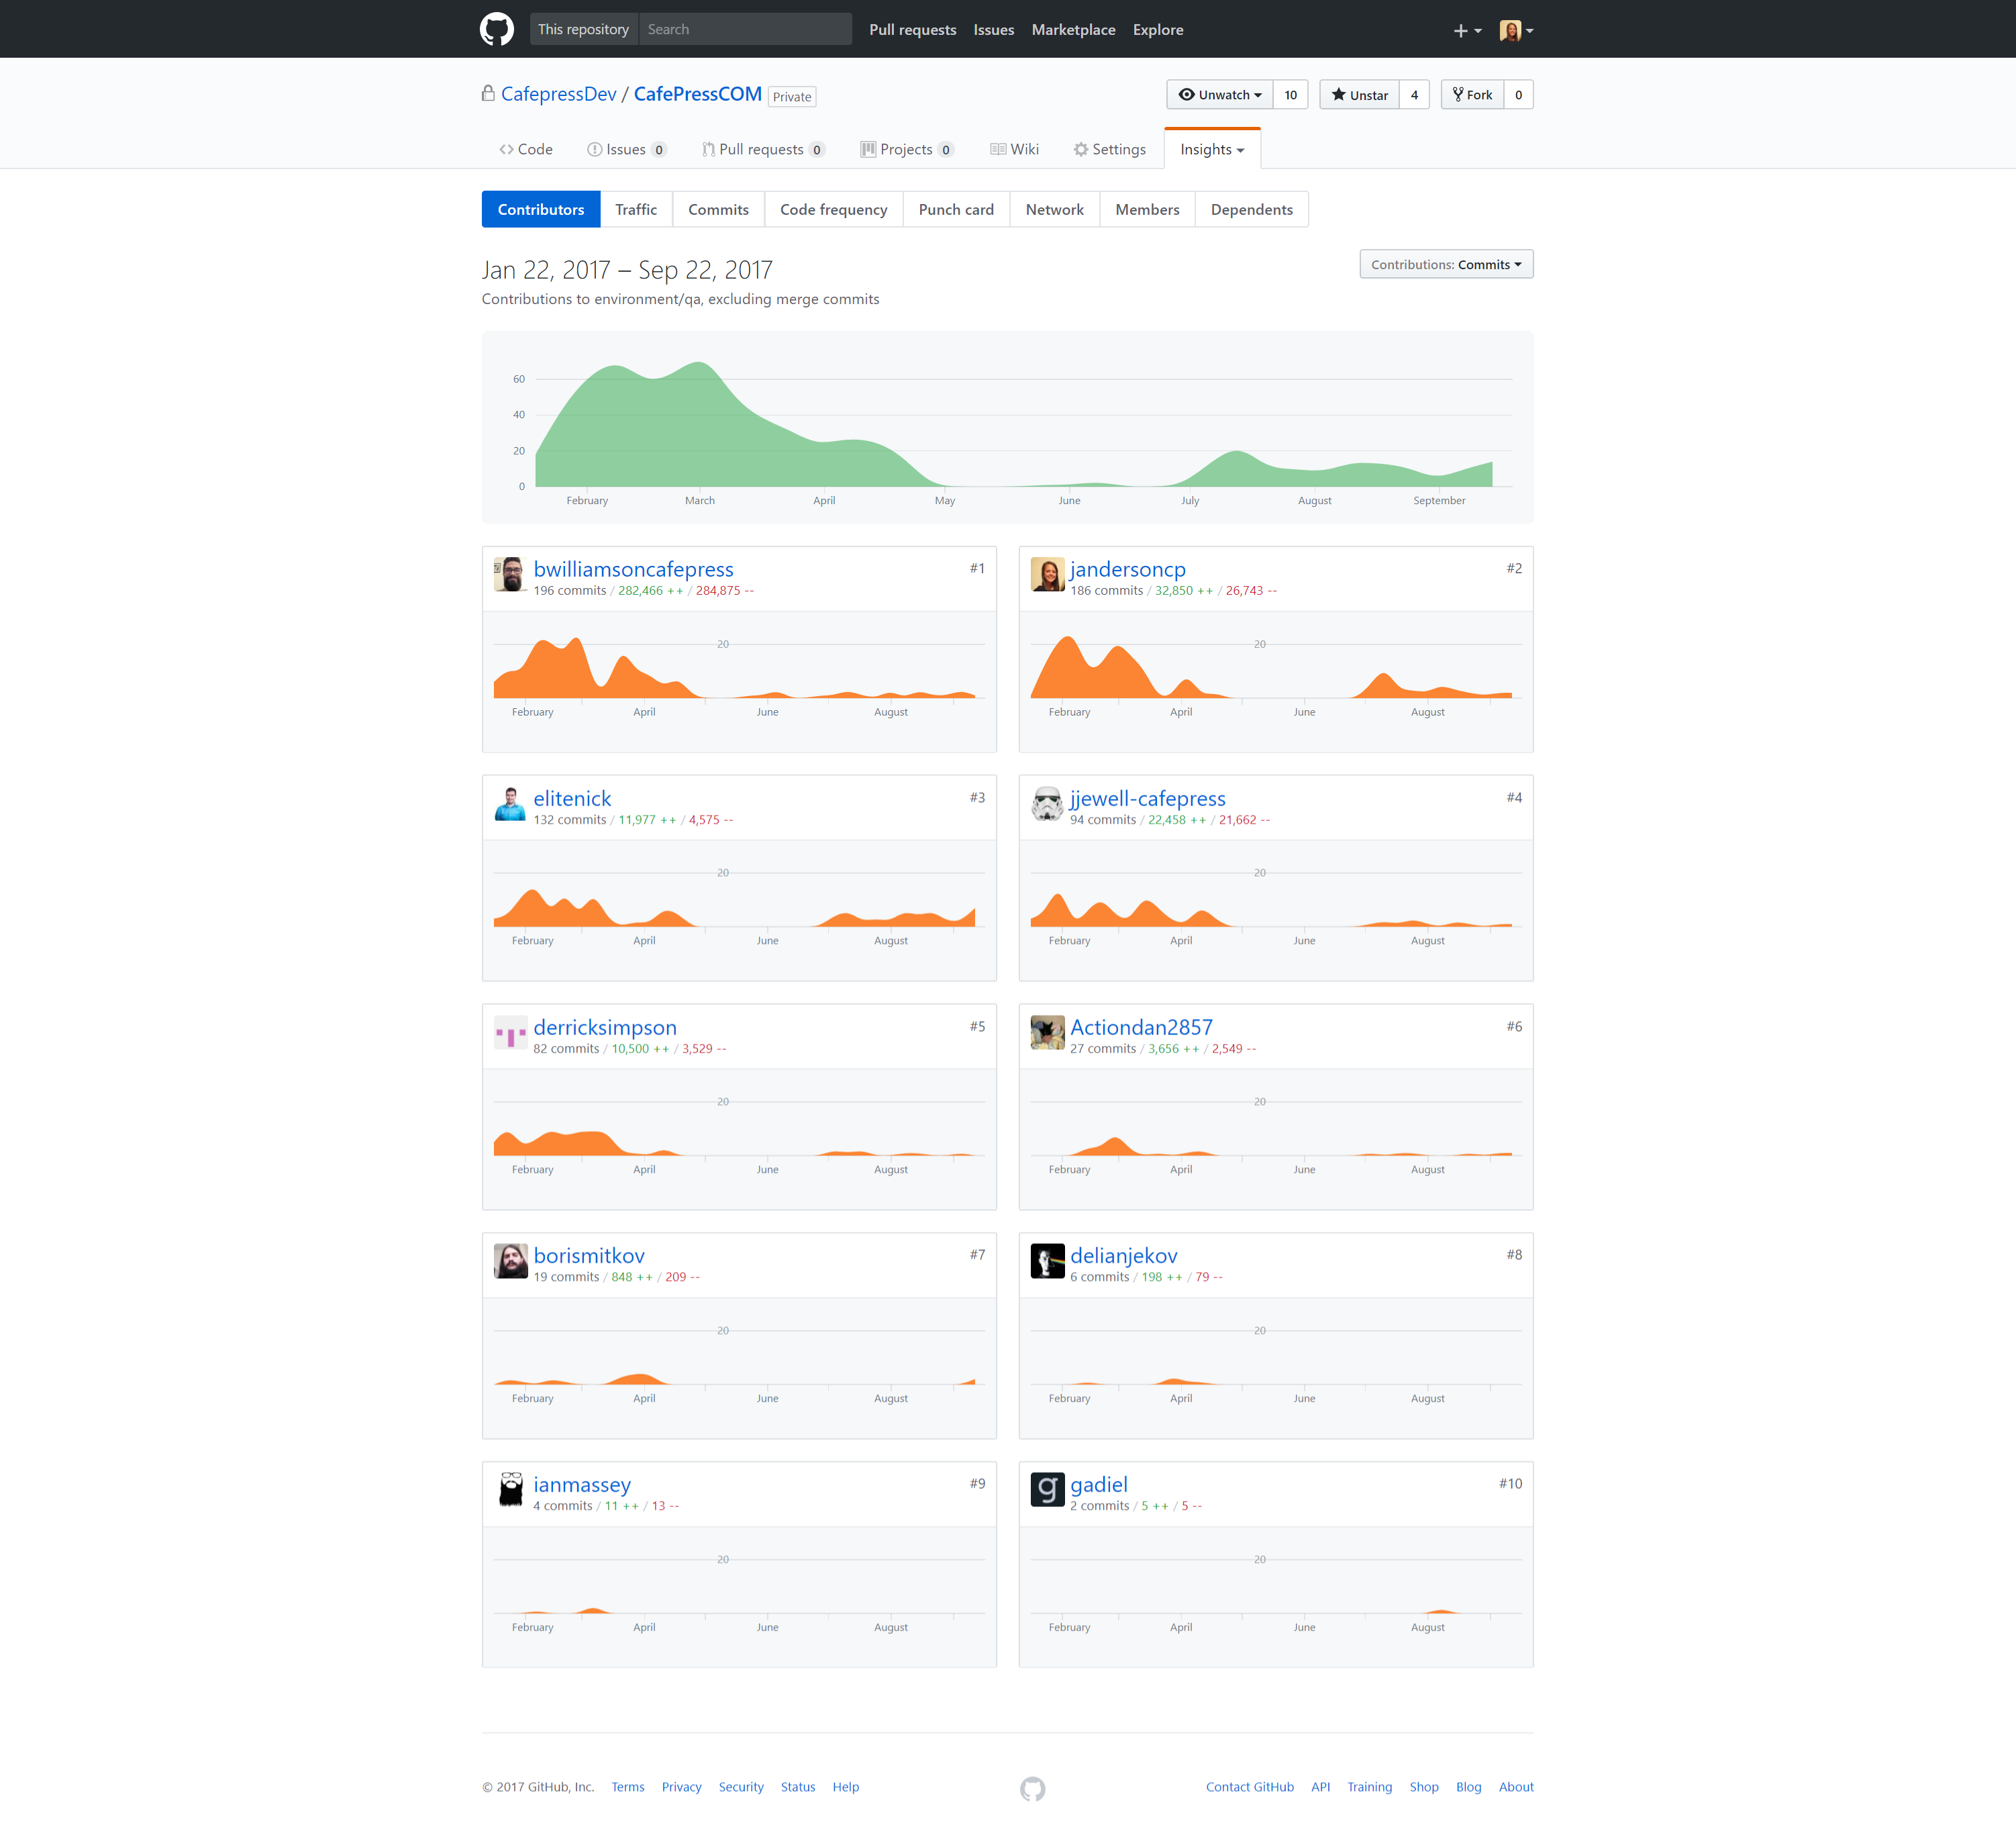 This repository Search Pull requests Issues Marketplace Explore
CafepressDev / CafePressCOM Private Unwatch 10 Unstar 4 Fork 0
Code Issues 0 Pull requests 0 Projects 0 Wiki Settings Insights
Contributors Traffic Commits Code frequency Punch card Network Members Dependents
Jan 22, 2017 – Sep 22, 2017 Contributions: Commits
Contributions to environment/qa, excluding merge commits
60
40
20
0
February March April May June July August September
bwilliamsoncafepress #1
196 commits / 282,466 ++ / 284,875 --
20
February April June August
jandersoncp #2
186 commits / 32,850 ++ / 26,743 --
20
February April June August
elitenick #3
132 commits / 11,977 ++ / 4,575 --
20
February April June August
jjewell-cafepress #4
94 commits / 22,458 ++ / 21,662 --
20
February April June August
derricksimpson #5
82 commits / 10,500 ++ / 3,529 --
20
February April June August
Actiondan2857 #6
27 commits / 3,656 ++ / 2,549 --
20
February April June August
borismitkov #7
19 commits / 848 ++ / 209 --
20
February April June August
delianjekov #8
6 commits / 198 ++ / 79 --
20
February April June August
ianmassey #9
4 commits / 11 ++ / 13 --
20
February April June August
g
gadiel #10
2 commits / 5 ++ / 5 --
20
February April June August
© 2017 GitHub, Inc. Terms Privacy Security Status Help Contact GitHub API Training Shop Blog About